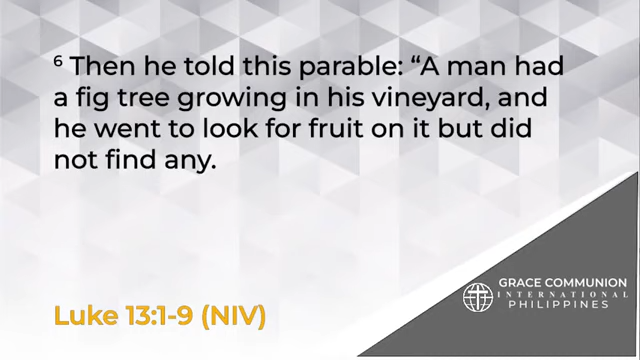 ⁶ Then he told this parable: “A man had
a fig tree growing in his vineyard, and
he went to look for fruit on it but did
not find any.
Luke 13:1-9 (NIV)
GRACE COMMUNION
INTERNATIONAL
PHILIPPINES